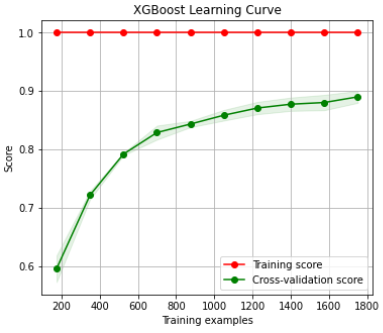 XGBoost Learning Curve
1.0
0.9
0.8
0.7
0.6
Score
200 400 600 800 1000 1200 1400 1600 1800
Training examples
Training score
Cross-validation score